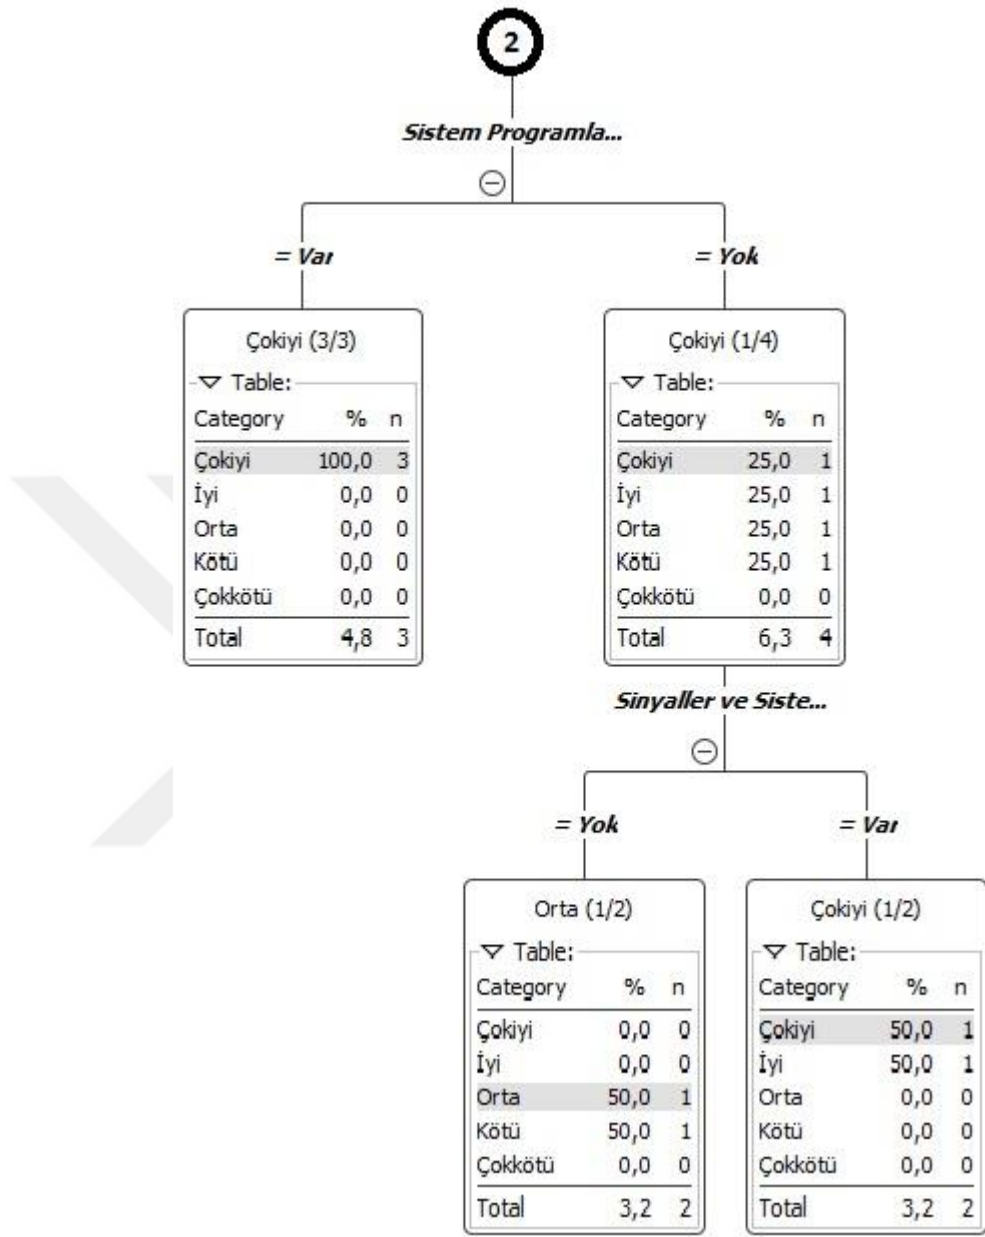 2
Sistem Programla...
= Var
= Yok
Çokiyi (3/3)
Table:
Category % n
Çokiyi 100,0 3
İyi 0,0 0
Orta 0,0 0
Kötü 0,0 0
Çokkötü 0,0 0
Total 4,8 3
Çokiyi (1/4)
Table:
Category % n
Çokiyi 25,0 1
İyi 25,0 1
Orta 25,0 1
Kötü 25,0 1
Çokkötü 0,0 0
Total 6,3 4
Sinyaller ve Siste...
= Yok
= Var
Orta (1/2)
Table:
Category % n
Çokiyi 0,0 0
İyi 0,0 0
Orta 50,0 1
Kötü 50,0 1
Çokkötü 0,0 0
Total 3,2 2
Çokiyi (1/2)
Table:
Category % n
Çokiyi 50,0 1
İyi 50,0 1
Orta 0,0 0
Kötü 0,0 0
Çokkötü 0,0 0
Total 3,2 2